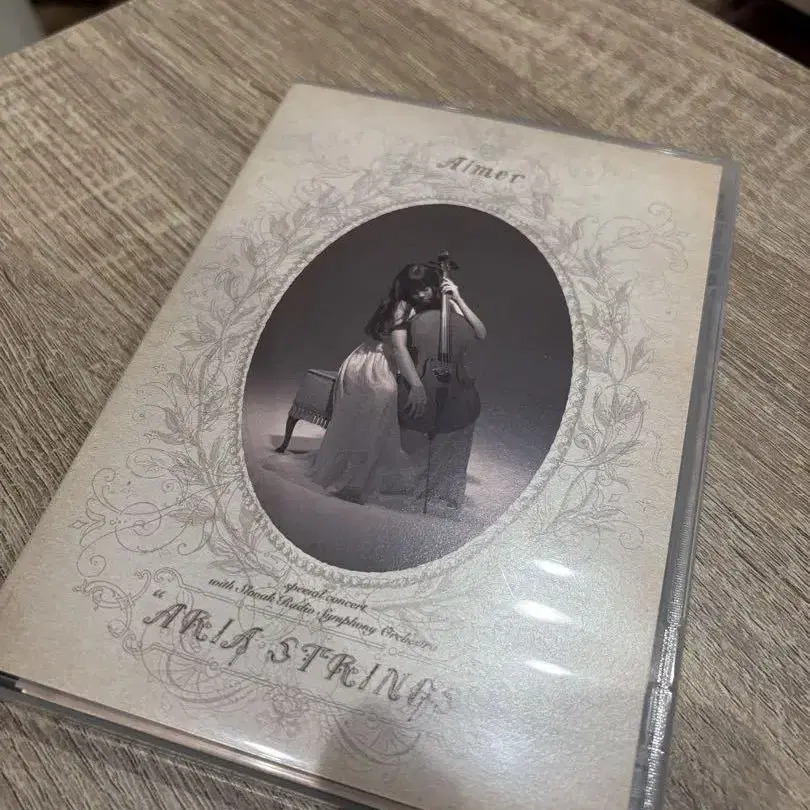 Aimer
special concert
with Slovak Radio Symphony Orchestra
"ARIA STRINGS